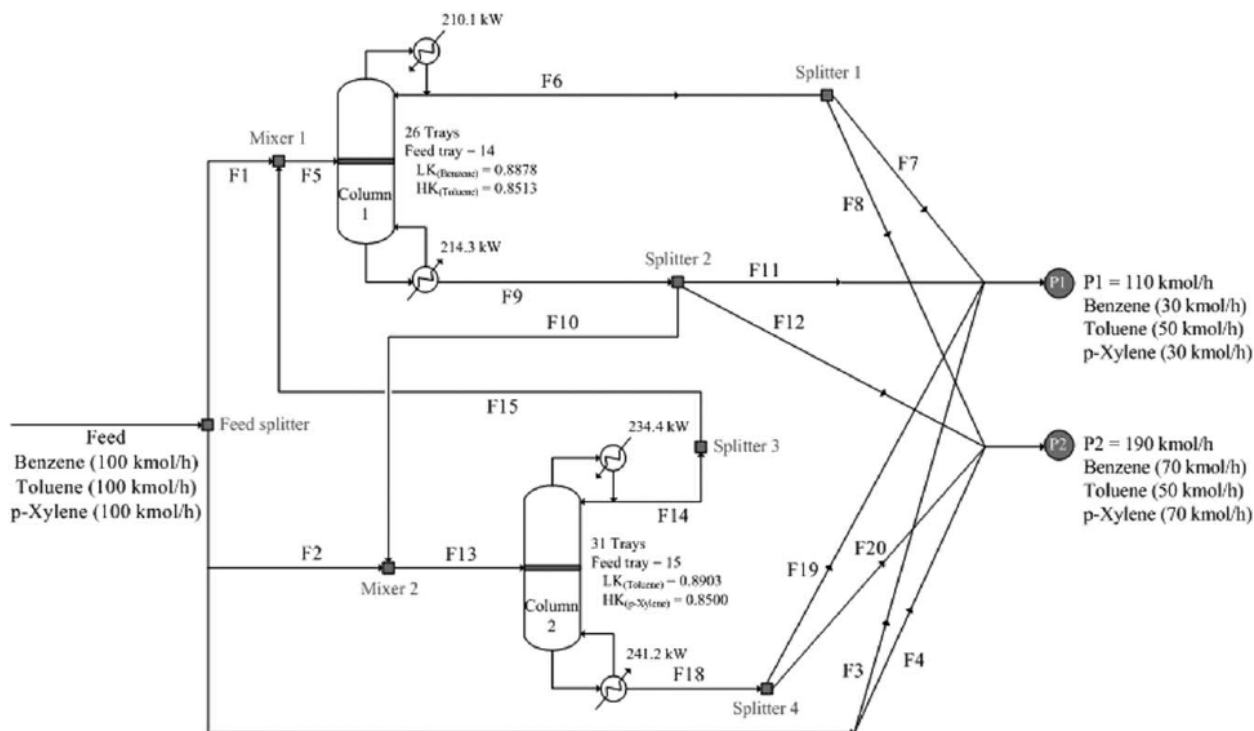 210.1 kW
F6
Splitter 1
Mixer 1
F1
F5
26 Trays
Feed tray − 14
LK(Benzene) = 0.8878
HK(Toluene) = 0.8513
Column
1
F7
F8
214.3 kW
F9
Splitter 2
F11
P1
P1 = 110 kmol/h
Benzene (30 kmol/h)
Toluene (50 kmol/h)
p-Xylene (30 kmol/h)
F10
F12
F15
Feed
Feed splitter
Benzene (100 kmol/h)
Toluene (100 kmol/h)
p-Xylene (100 kmol/h)
234.4 kW
Splitter 3
F14
P2
P2 = 190 kmol/h
Benzene (70 kmol/h)
Toluene (50 kmol/h)
p-Xylene (70 kmol/h)
F2
Mixer 2
F13
31 Trays
Feed tray − 15
LK(Toluene) = 0.8903
HK(p-Xylene) = 0.8500
Column
2
F19
F20
241.2 kW
F18
Splitter 4
F3
F4